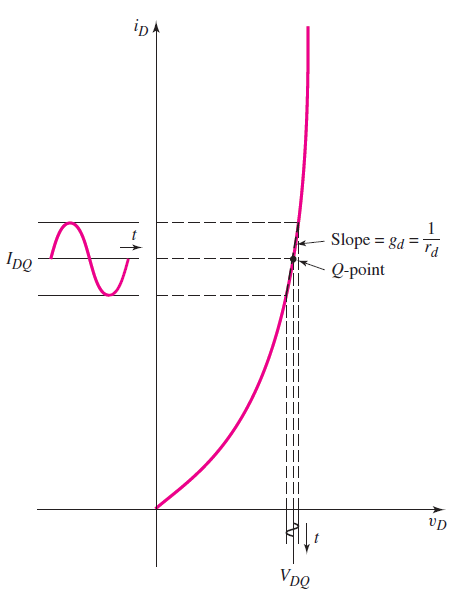 i_D
t
Slope = g_d = 1/r_d
I_DQ
Q-point
v_D
t
V_DQ